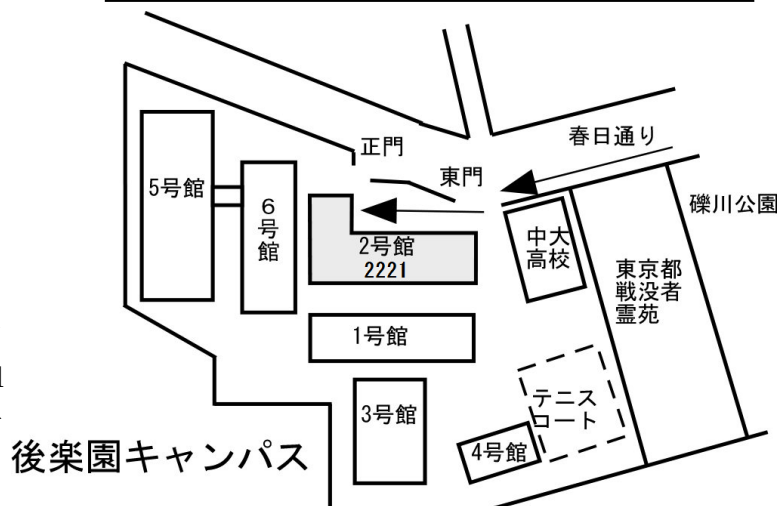 正門
春日通り
東門
5号館
6号館
礫川公園
中大
高校
2号館
2221
東京都
戦没者
霊苑
1号館
テニス
コート
3号館
4号館
後楽園キャンパス